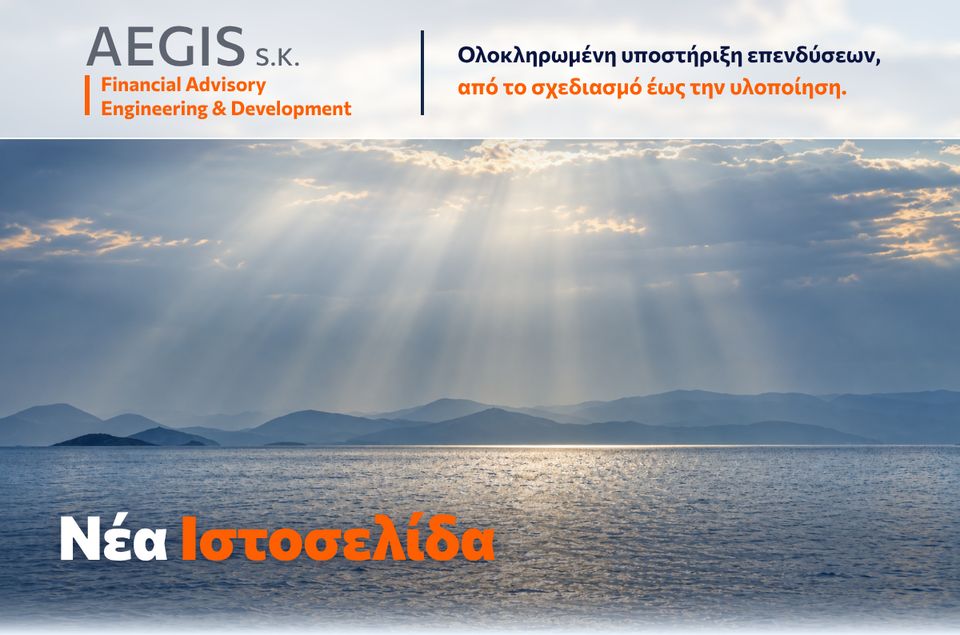 AEGIS S.K.
Financial Advisory
Engineering & Development
Ολοκληρωμένη υποστήριξη επενδύσεων,
από το σχεδιασμό έως την υλοποίηση.
Νέα Ιστοσελίδα